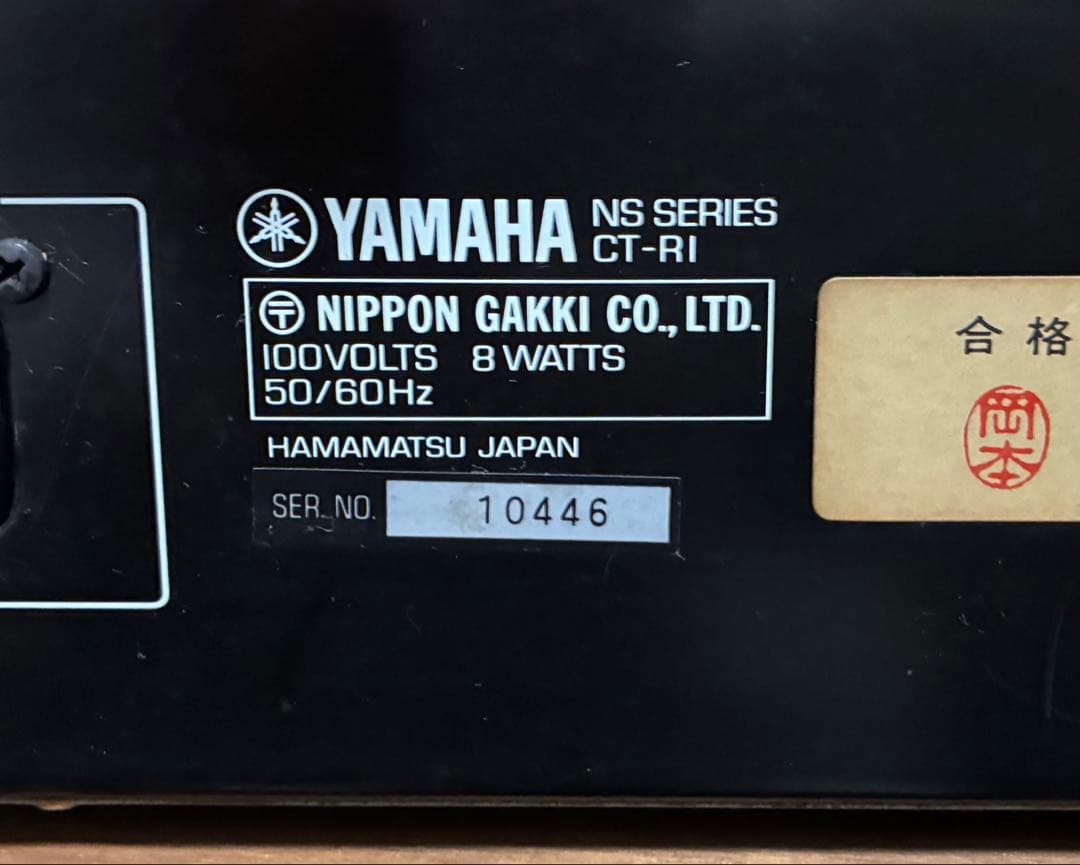 YAMAHA NS SERIES
CT-R1
〶 NIPPON GAKKI CO., LTD.
100VOLTS 8 WATTS
50/60Hz
HAMAMATSU JAPAN
SER. NO. 10446
合格
岡本